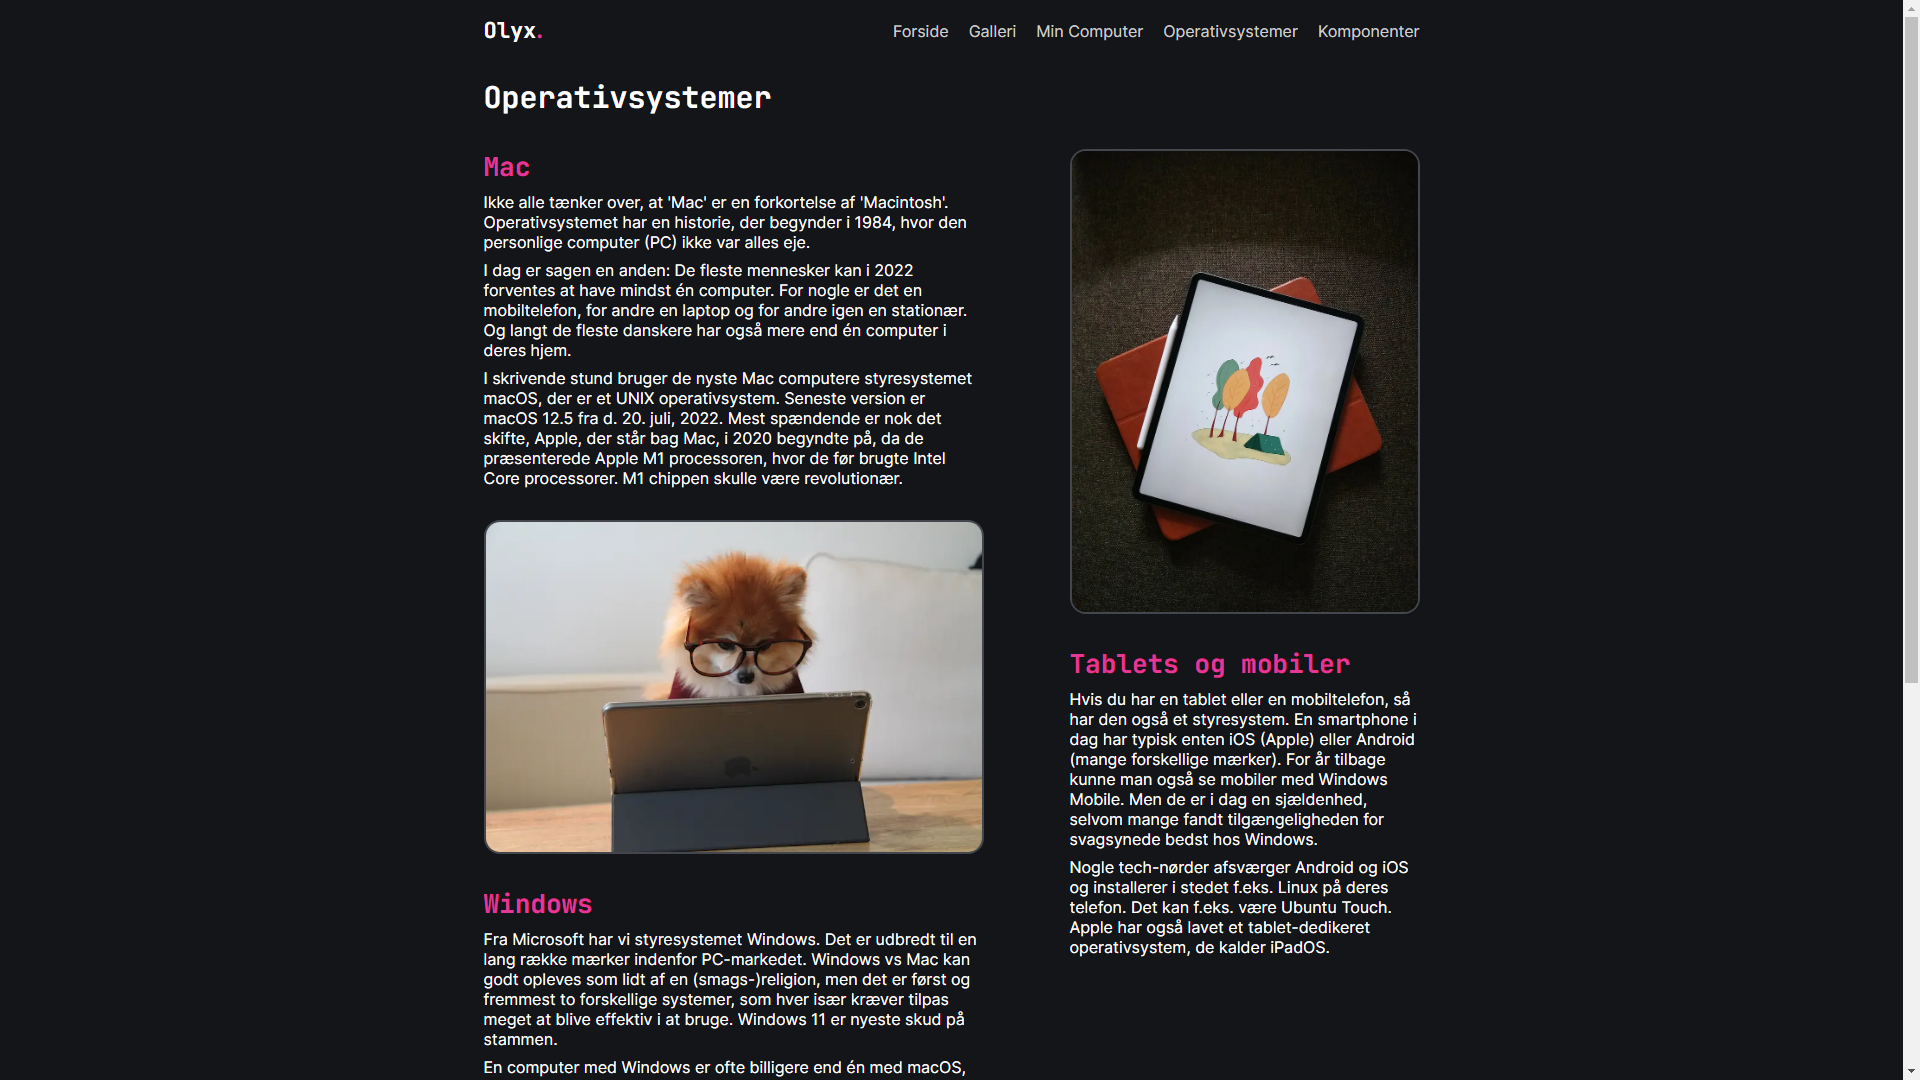 Olyx.
Forside Galleri Min Computer Operativsystemer Komponenter
Operativsystemer
Mac
Ikke alle tænker over, at 'Mac' er en forkortelse af 'Macintosh'.
Operativsystemet har en historie, der begynder i 1984, hvor den
personlige computer (PC) ikke var alles eje.
I dag er sagen en anden: De fleste mennesker kan i 2022
forventes at have mindst én computer. For nogle er det en
mobiltelefon, for andre en laptop og for andre igen en stationær.
Og langt de fleste danskere har også mere end én computer i
deres hjem.
I skrivende stund bruger de nyste Mac computere styresystemet
macOS, der er et UNIX operativsystem. Seneste version er
macOS 12.5 fra d. 20. juli, 2022. Mest spændende er nok det
skifte, Apple, der står bag Mac, i 2020 begyndte på, da de
præsenterede Apple M1 processoren, hvor de før brugte Intel
Core processorer. M1 chippen skulle være revolutionær.
Windows
Fra Microsoft har vi styresystemet Windows. Det er udbredt til en
lang række mærker indenfor PC-markedet. Windows vs Mac kan
godt opleves som lidt af en (smags-)religion, men det er først og
fremmest to forskellige systemer, som hver især kræver tilpas
meget at blive effektiv i at bruge. Windows 11 er nyeste skud på
stammen.
En computer med Windows er ofte billigere end én med macOS,
Tablets og mobiler
Hvis du har en tablet eller en mobiltelefon, så
har den også et styresystem. En smartphone i
dag har typisk enten iOS (Apple) eller Android
(mange forskellige mærker). For år tilbage
kunne man også se mobiler med Windows
Mobile. Men de er i dag en sjældenhed,
selvom mange fandt tilgængeligheden for
svagsynede bedst hos Windows.
Nogle tech-nørder afsværger Android og iOS
og installerer i stedet f.eks. Linux på deres
telefon. Det kan f.eks. være Ubuntu Touch.
Apple har også lavet et tablet-dedikeret
operativsystem, de kalder iPadOS.